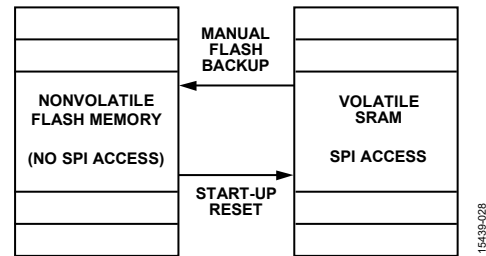 NONVOLATILE
FLASH MEMORY
(NO SPI ACCESS)
MANUAL
FLASH
BACKUP
START-UP
RESET
VOLATILE
SRAM
SPI ACCESS
15439-028